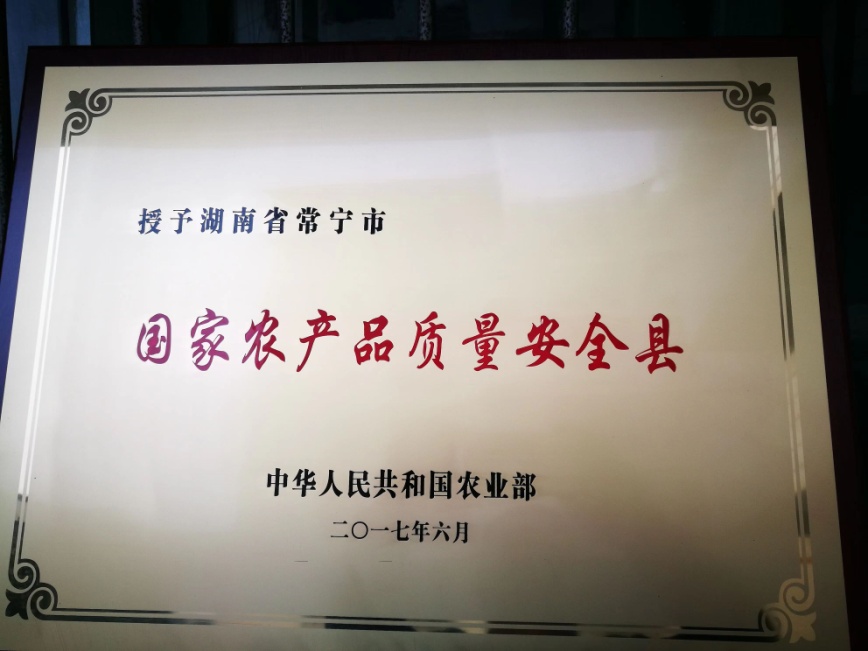 授予湖南省常宁市
国家农产品质量安全县
中华人民共和国农业部
二〇一七年六月